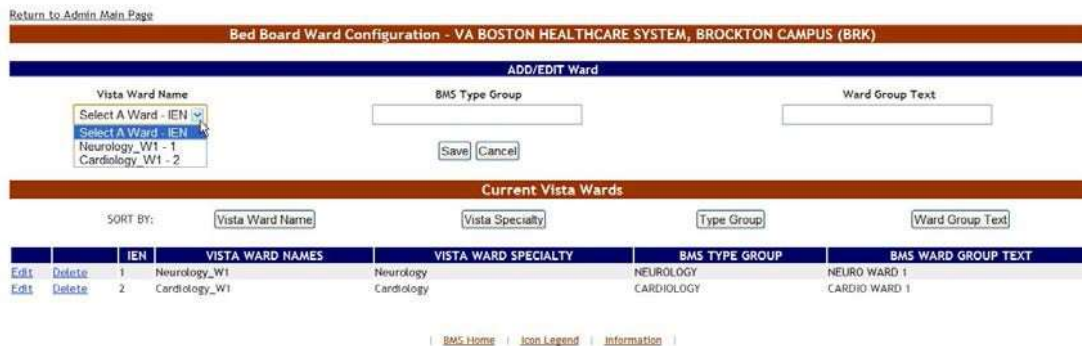 Return to Admin Main Page
Bed Board Ward Configuration - VA BOSTON HEALTHCARE SYSTEM, BROCKTON CAMPUS (BRK)
ADD/EDIT Ward
Vista Ward Name BMS Type Group Ward Group Text
Select A Ward - IEN
Select A Ward - IEN
Neurology_W1 - 1
Cardiology_W1 - 2
Save Cancel
Current Vista Wards
SORT BY: Vista Ward Name Vista Specialty Type Group Ward Group Text
IEN VISTA WARD NAMES VISTA WARD SPECIALTY BMS TYPE GROUP BMS WARD GROUP TEXT
Edit Delete 1 Neurology_W1 Neurology NEUROLOGY NEURO WARD 1
Edit Delete 2 Cardiology_W1 Cardiology CARDIOLOGY CARDIO WARD 1
| BMS Home | Icon Legend | Information |